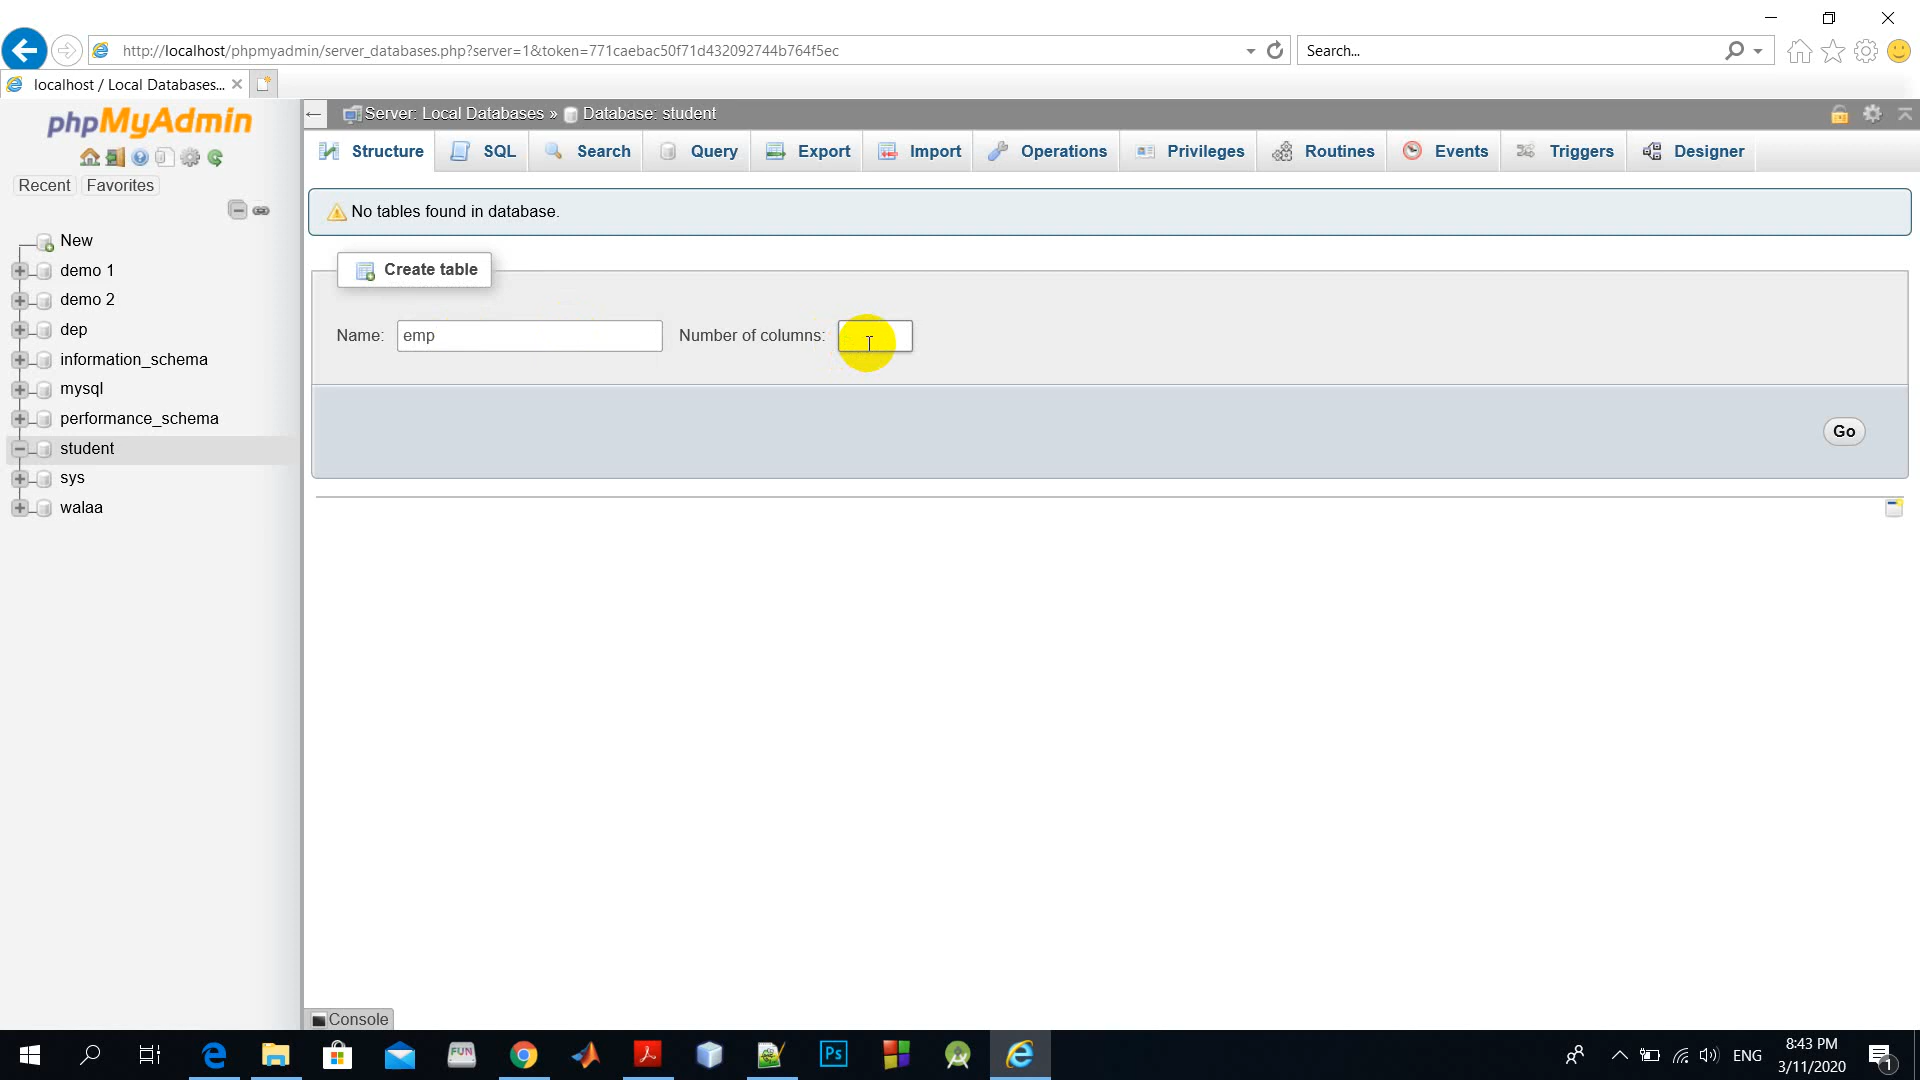 http://localhost/phpmyadmin/server_databases.php?server=1&token=771caebac50f71d432092744b764f5ec
Search...
localhost / Local Databases...
phpMyAdmin
Server: Local Databases » Database: student
Structure SQL Search Query Export Import Operations Privileges Routines Events Triggers Designer
Recent Favorites
No tables found in database.
New
demo 1
demo 2
dep
information_schema
mysql
performance_schema
student
sys
walaa
Create table
Name: emp Number of columns:
Go
Console
FUN
Ps
ENG
8:43 PM
3/11/2020
1